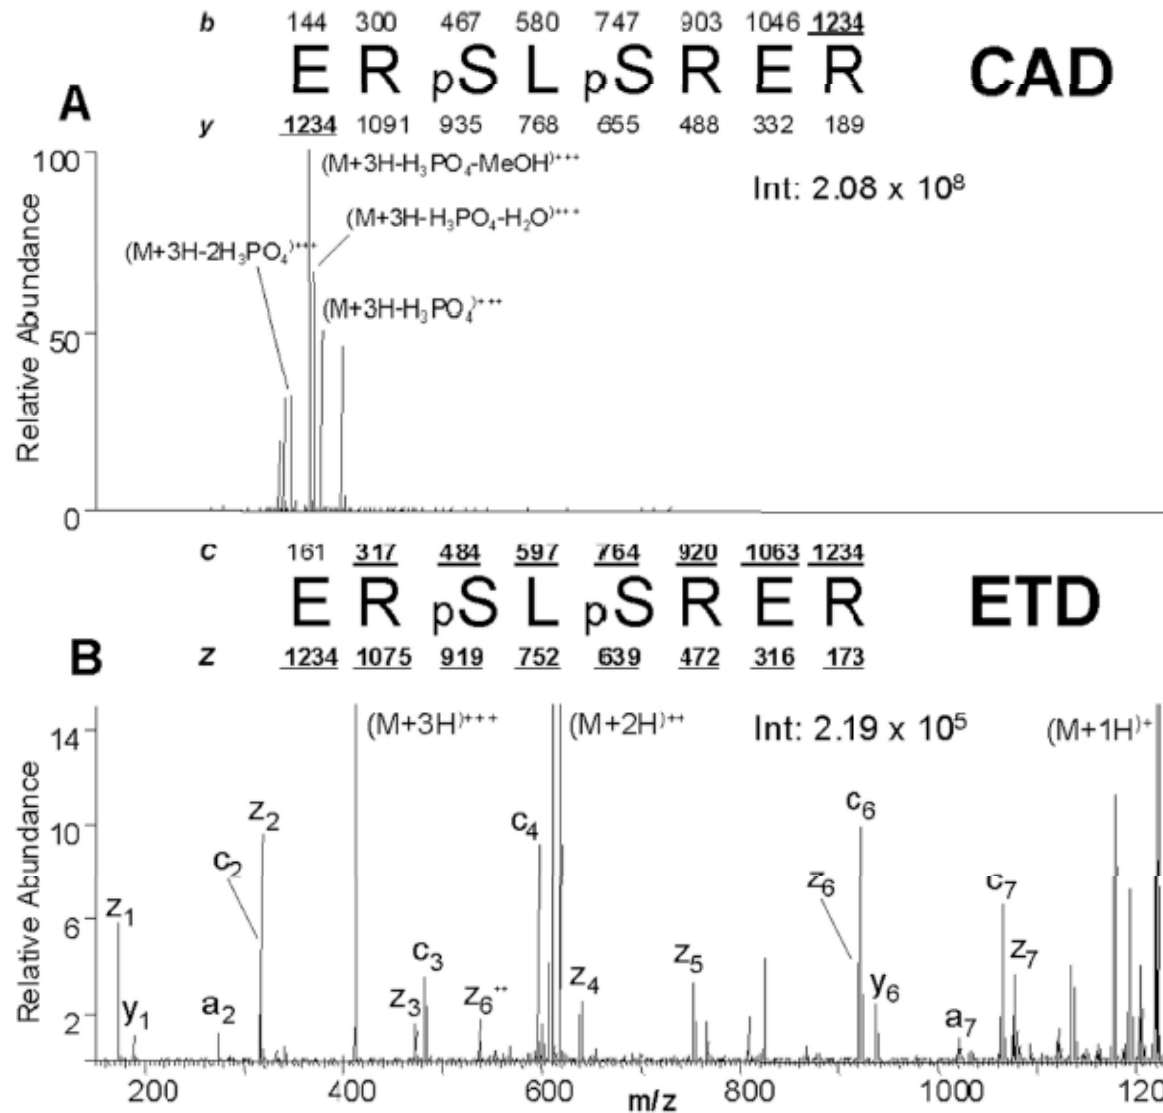 b 144 300 467 580 747 903 1046 1234
E R pS L pS R E R CAD
A
y 1234 1091 935 768 655 488 332 189
100
(M+3H-H₃PO₄-MeOH)⁺⁺⁺
Int: 2.08 x 10⁸
(M+3H-H₃PO₄-H₂O)⁺⁺⁺
(M+3H-2H₃PO₄)⁺⁺⁺
(M+3H-H₃PO₄)⁺⁺⁺
50
0
Relative Abundance
c 161 317 484 597 764 920 1063 1234
E R pS L pS R E R ETD
B
z 1234 1075 919 752 639 472 316 173
(M+3H)⁺⁺⁺ (M+2H)⁺⁺ Int: 2.19 x 10⁵ (M+1H)⁺
14
10
6
2
Relative Abundance
z₁ y₁ a₂ c₂ z₂ z₃ c₃ z₆⁺⁺ c₄ z₄ z₅ z₆ c₆ y₆ a₇ c₇ z₇
200 400 600 800 1000 120
m/z